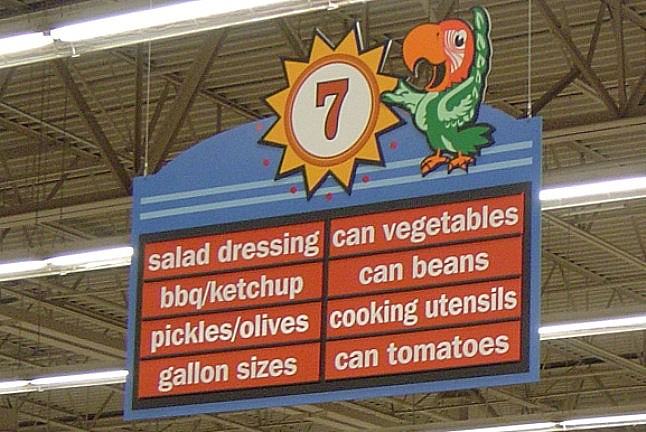 7
salad dressing
bbq/ketchup
pickles/olives
gallon sizes
can vegetables
can beans
cooking utensils
can tomatoes